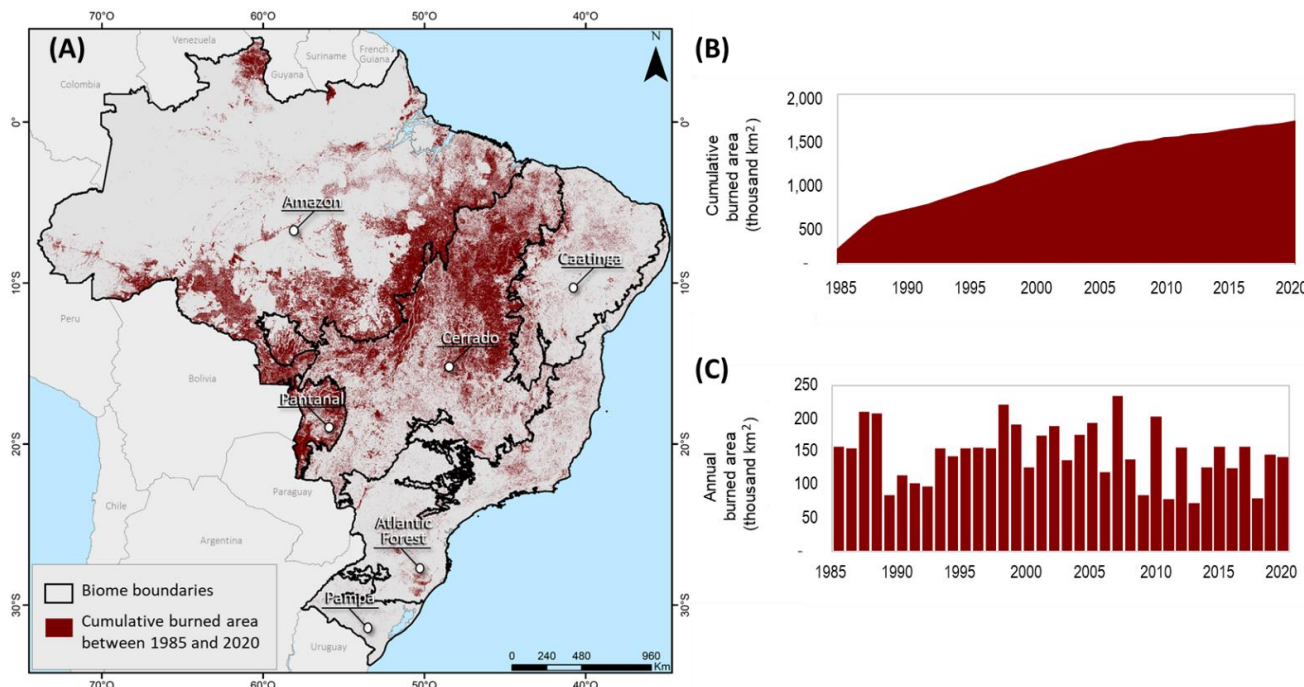 (A)
70°O
60°O
50°O
40°O
N
Venezuela
Guyana
Suriname
French
Guiana
Colombia
0°
Amazon
Caatinga
10°S
Peru
Cerrado
Bolivia
Pantanal
20°S
Paraguay
Chile
Atlantic
Forest
Argentina
Pampa
30°S
Uruguay
Biome boundaries
Cumulative burned area
between 1985 and 2020
0 240 480 960
Km
70°O
60°O
50°O
40°O
(B)
Cumulative
burned area
(thousand km²)
2,000
1,500
1,000
500
-
1985 1990 1995 2000 2005 2010 2015 2020
(C)
Annual
burned area
(thousand km²)
250
200
150
100
50
-
1985 1990 1995 2000 2005 2010 2015 2020